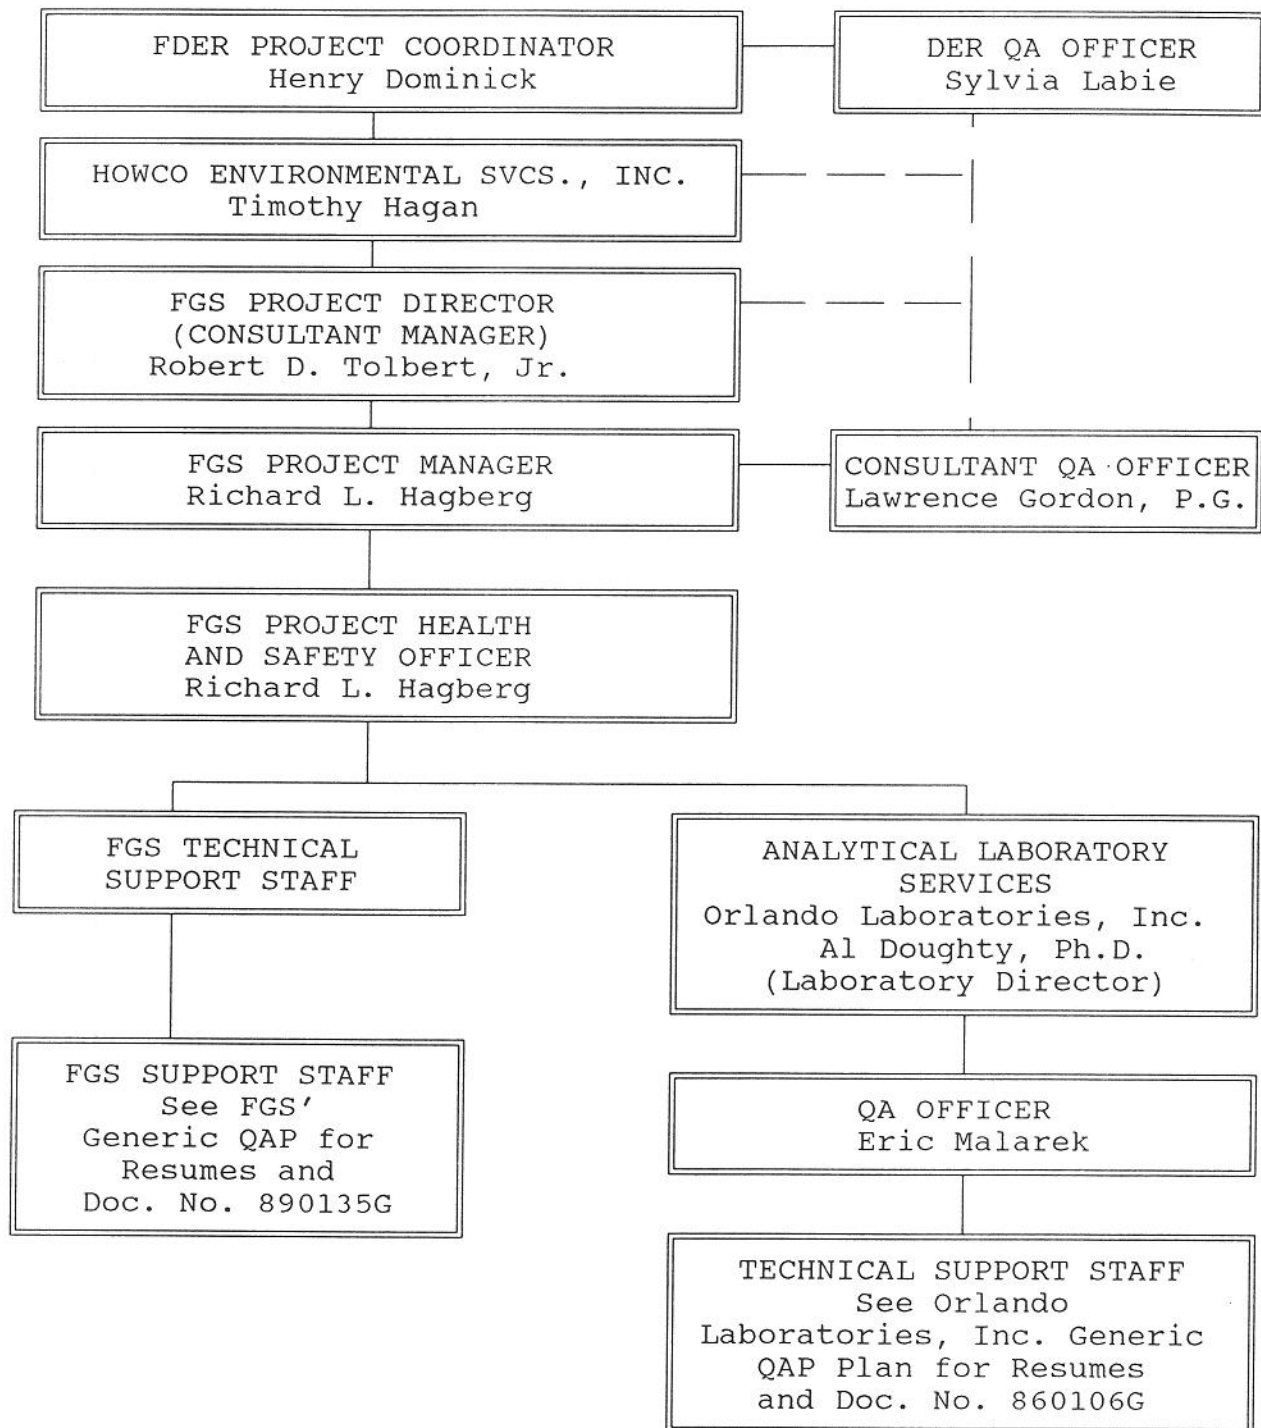 FDER PROJECT COORDINATOR
Henry Dominick
DER QA OFFICER
Sylvia Labie
HOWCO ENVIRONMENTAL SVCS., INC.
Timothy Hagan
FGS PROJECT DIRECTOR
(CONSULTANT MANAGER)
Robert D. Tolbert, Jr.
FGS PROJECT MANAGER
Richard L. Hagberg
CONSULTANT QA OFFICER
Lawrence Gordon, P.G.
FGS PROJECT HEALTH
AND SAFETY OFFICER
Richard L. Hagberg
FGS TECHNICAL
SUPPORT STAFF
ANALYTICAL LABORATORY
SERVICES
Orlando Laboratories, Inc.
Al Doughty, Ph.D.
(Laboratory Director)
FGS SUPPORT STAFF
See FGS'
Generic QAP for
Resumes and
Doc. No. 890135G
QA OFFICER
Eric Malarek
TECHNICAL SUPPORT STAFF
See Orlando
Laboratories, Inc. Generic
QAP Plan for Resumes
and Doc. No. 860106G